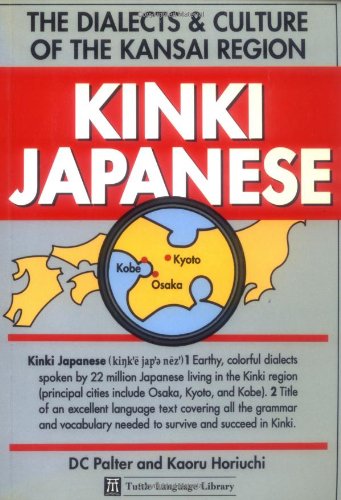 THE DIALECTS & CULTURE
OF THE KANSAI REGION
KINKI
JAPANESE
Kyoto
Kobe
Osaka
Kinki Japanese (kiŋk'ē jap'ə nēz') 1 Earthy, colorful dialects
spoken by 22 million Japanese living in the Kinki region
(principal cities include Osaka, Kyoto, and Kobe). 2 Title
of an excellent language text covering all the grammar
and vocabulary needed to survive and succeed in Kinki.
DC Palter and Kaoru Horiuchi
Tuttle Language Library